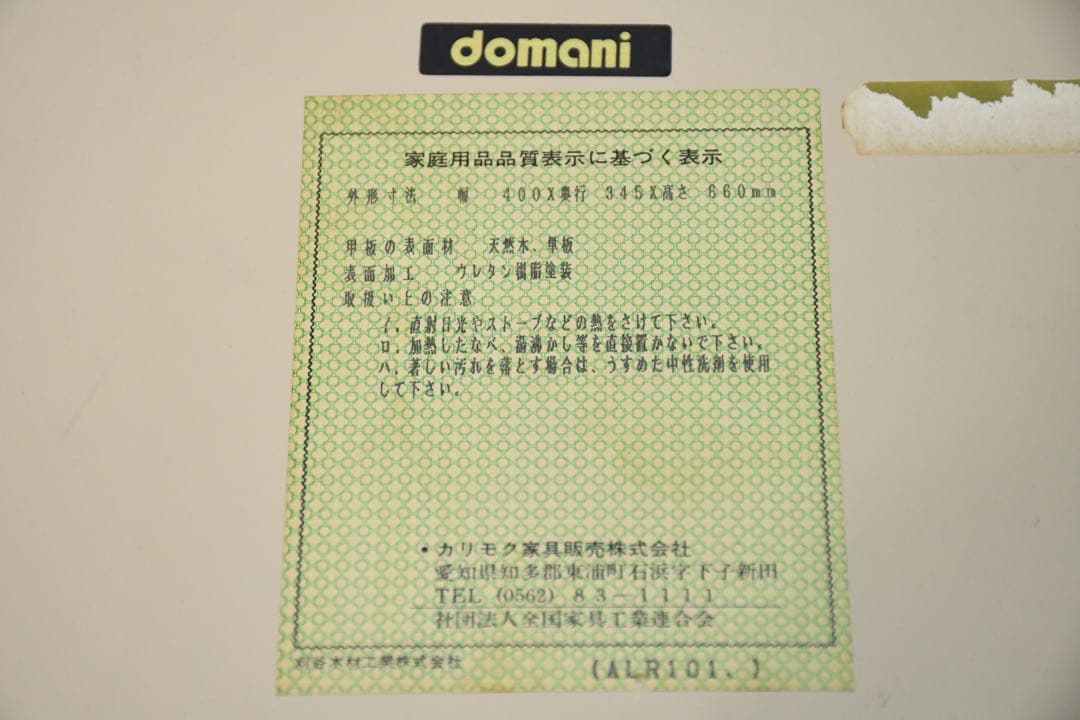 domani
家庭用品品質表示に基づく表示
外形寸法 幅 400X奥行 345X高さ 660mm
甲板の表面材 天然木、単板
表面加工 ウレタン樹脂塗装
取扱い上の注意
イ. 直射日光やストーブなどの熱をさけて下さい。
ロ. 加熱したなべ、湯沸かし等を直接置かないで下さい。
ハ. 著しい汚れを落とす場合は、うすめた中性洗剤を使用
して下さい。
・カリモク家具販売株式会社
愛知県知多郡東浦町石浜字下子新田
TEL (0562) 83-1111
社団法人全国家具工業連合会
刈谷木材工業株式会社
(ALR101.)